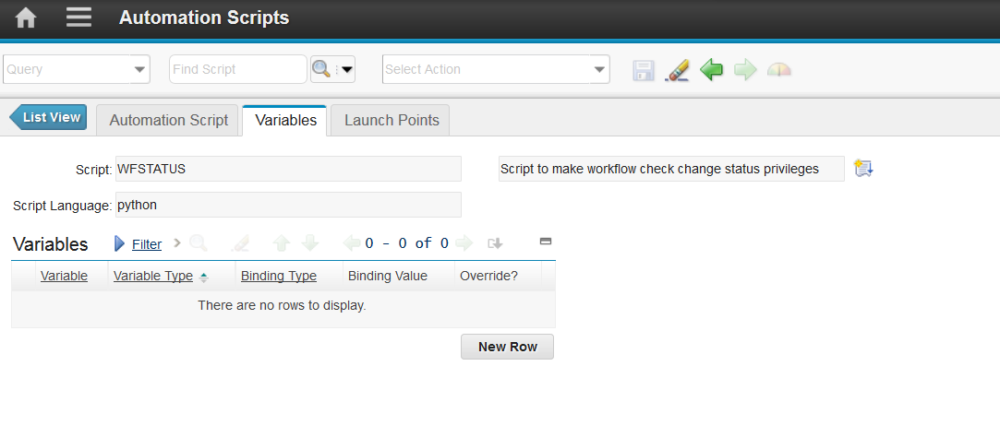 Automation Scripts
Query
Find Script
Select Action
List View
Automation Script
Variables
Launch Points
Script: WFSTATUS
Script to make workflow check change status privileges
Script Language: python
Variables Filter 0 - 0 of 0
Variable Variable Type Binding Type Binding Value Override?
There are no rows to display.
New Row